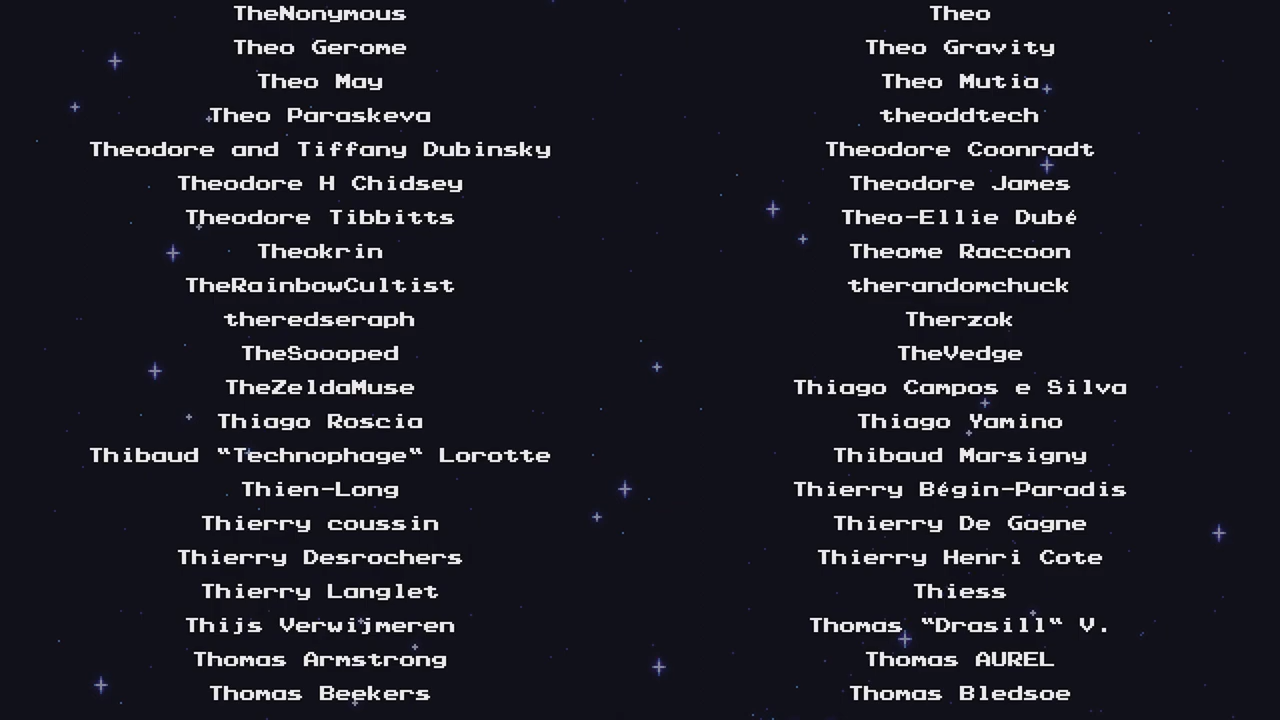 TheNonymous
Theo
Theo Gerome
Theo Gravity
Theo May
Theo Mutia
Theo Paraskeva
theoddtech
Theodore and Tiffany Dubinsky
Theodore Coonradt
Theodore H Chidsey
Theodore James
Theodore Tibbitts
Theo-Ellie Dubé
Theokrin
Theome Raccoon
TheRainbowCultist
therandomchuck
theredseraph
Therzok
TheSoooped
TheVedge
TheZeldaMuse
Thiago Campos e Silva
Thiago Roscia
Thiago Yamino
Thibaud "Technophage" Lorotte
Thibaud Marsigny
Thien-Long
Thierry Bégin-Paradis
Thierry coussin
Thierry De Gagne
Thierry Desrochers
Thierry Henri Cote
Thierry Langlet
Thiess
Thijs Verwijmeren
Thomas "Drasill" V.
Thomas Armstrong
Thomas AUREL
Thomas Beekers
Thomas Bledsoe